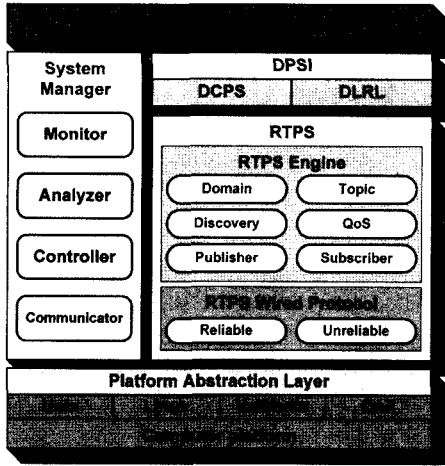 System
Manager
Monitor
Analyzer
Controller
Communicator
DPSI
DCPS DLRL
RTPS
RTPS Engine
Domain Topic
Discovery QoS
Publisher Subscriber
RTPS Wired Protocol
Reliable Unreliable
Platform Abstraction Layer